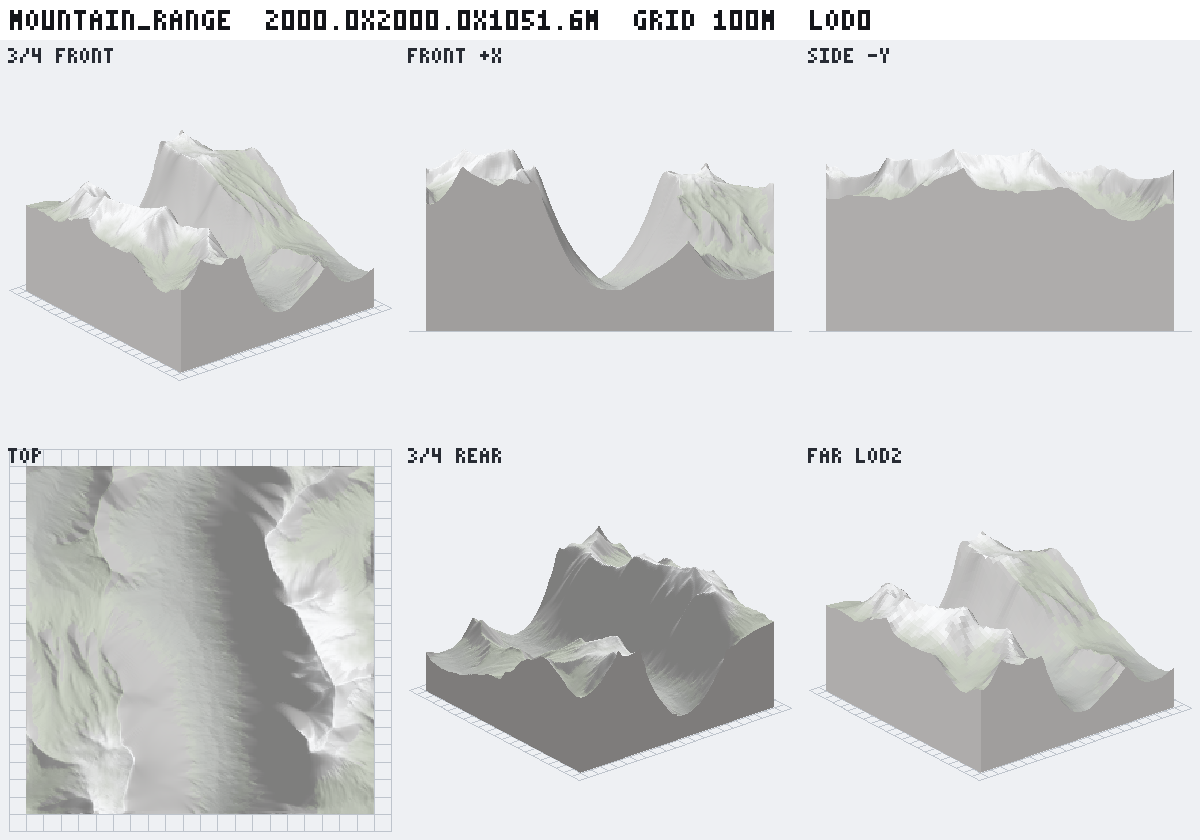 MOUNTAIN_RANGE 2000.0X2000.0X1051.6M GRID 100M LOD0
3/4 FRONT
FRONT +X
SIDE -Y
TOP
3/4 REAR
FAR LOD2